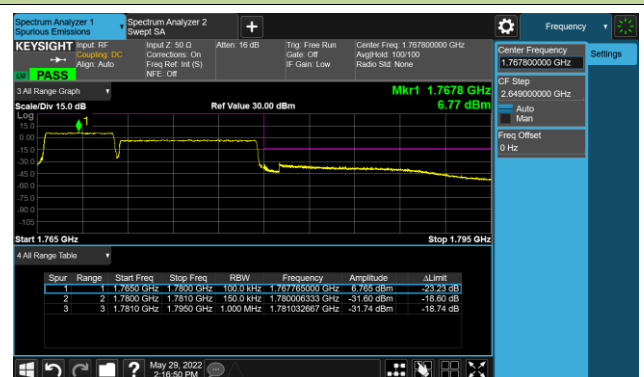 Spectrum Analyzer 1
Spurious Emissions
Spectrum Analyzer 2
Swept SA
Frequency
KEYSIGHT
Input: RF
Coupling: DC
Align: Auto
Input Z: 50 Ω
Corrections: On
Freq Ref: Int (S)
NFE: Off
Atten: 16 dB
Trig: Free Run
Gate: Off
IF Gain: Low
Center Freq: 1.767800000 GHz
Avg|Hold: 100/100
Radio Std: None
LW PASS
Center Frequency
1.767800000 GHz
Settings
CF Step
2.649000000 GHz
Auto
Man
Freq Offset
0 Hz
3 All Range Graph
Mkr1 1.7678 GHz
6.77 dBm
Scale/Div 15.0 dB
Ref Value 30.00 dBm
Log
15.0
0.00
-15.0
-30.0
-45.0
-60.0
-75.0
-90.0
-105
1
Start 1.765 GHz
Stop 1.795 GHz
4 All Range Table
Spur Range Start Freq Stop Freq RBW Frequency Amplitude ΔLimit
1 1 1.7650 GHz 1.7800 GHz 100.0 kHz 1.767765000 GHz 6.765 dBm -23.23 dB
2 2 1.7800 GHz 1.7810 GHz 150.0 kHz 1.780006333 GHz -31.60 dBm -18.60 dB
3 3 1.7810 GHz 1.7950 GHz 1.000 MHz 1.781032667 GHz -31.74 dBm -18.74 dB
May 29, 2022
2:16:50 PM